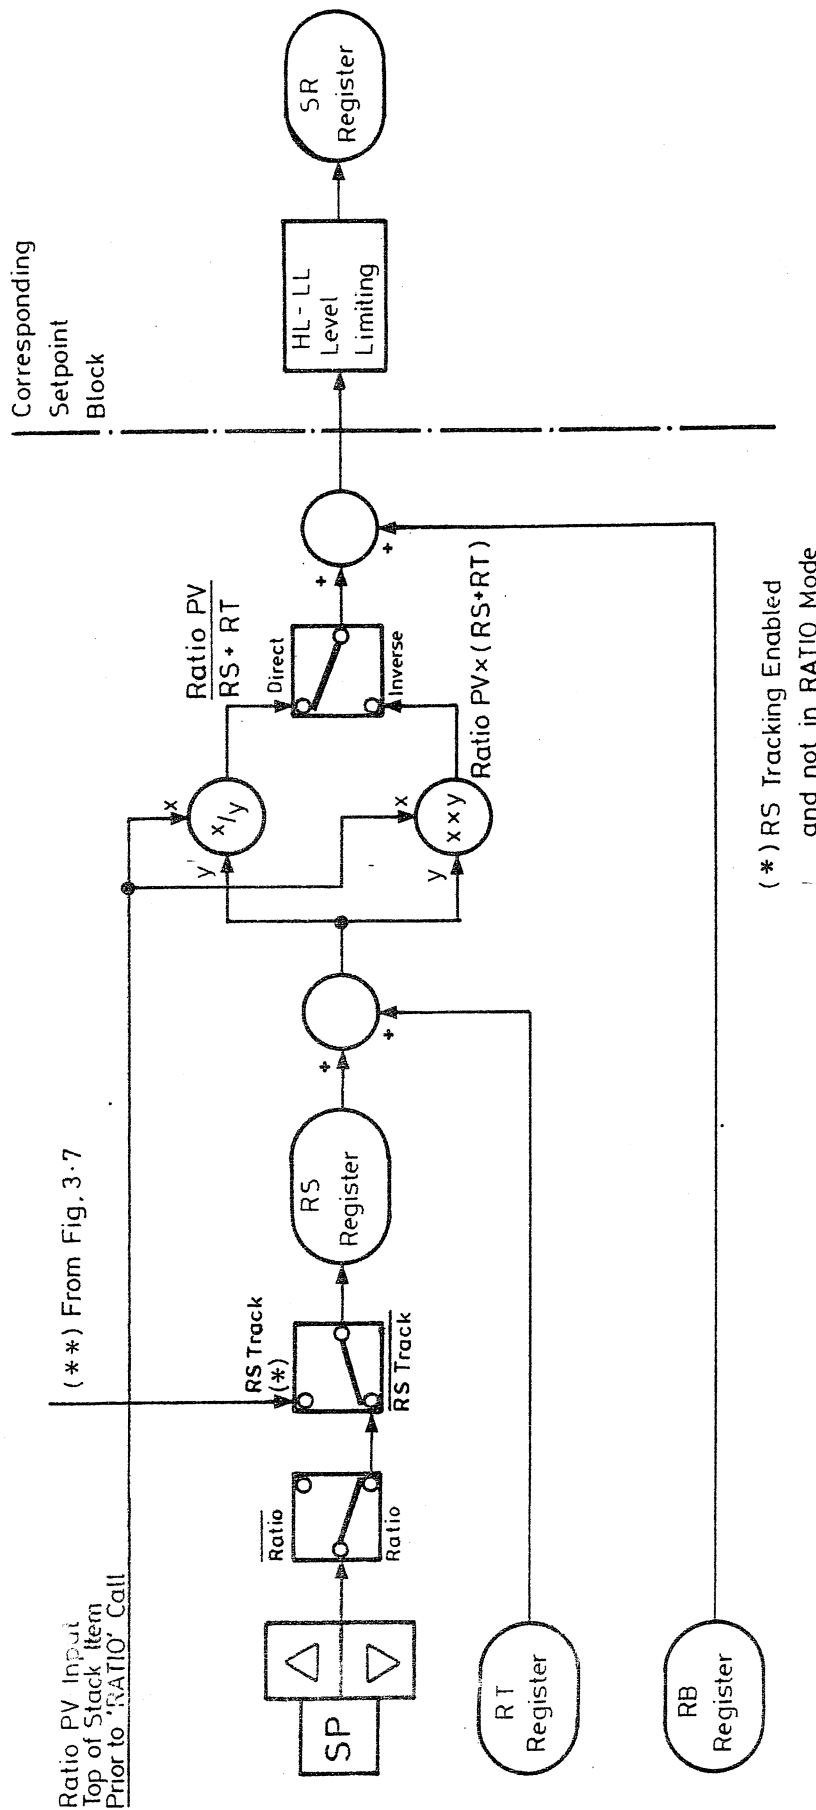 Ratio PV Input
Top of Stack Item
Prior to 'RATIO' Call
(**) From Fig. 3·7
Corresponding
Setpoint
Block
SP
Ratio
Ratio
RS Track
(*)
RS Track
RS
Register
+
+
y
x
x/y
y
x
x×y
Ratio PV
RS + RT
Direct
Inverse
Ratio PV×(RS+RT)
+
+
HL - LL
Level
Limiting
SR
Register
RT
Register
RB
Register
(*) RS Tracking Enabled
and not in RATIO Mode